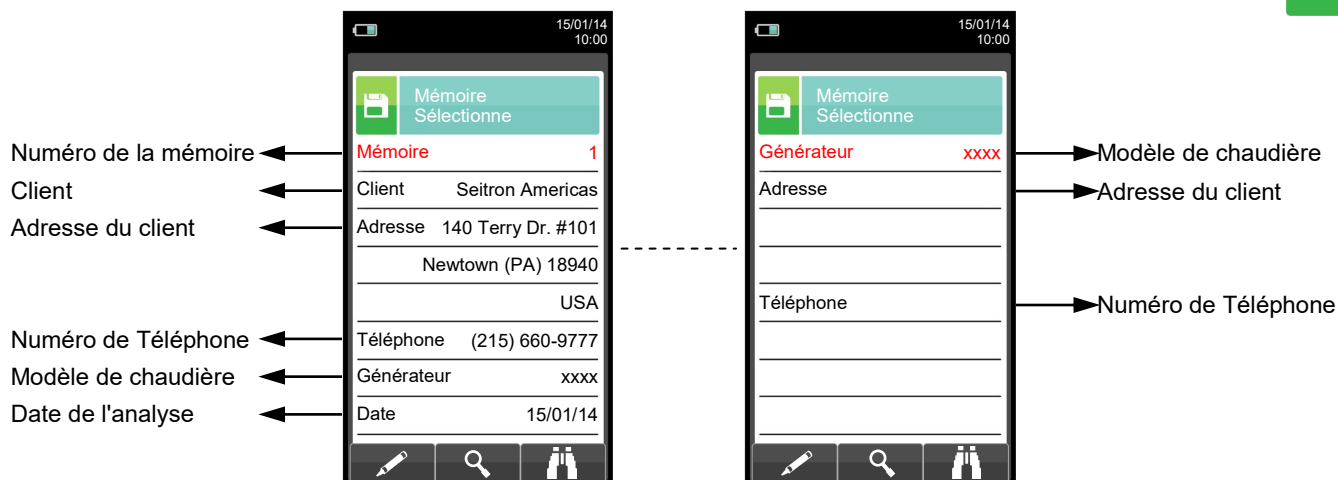 15/01/14
10:00
Mémoire
Sélectionne
Numéro de la mémoire
Mémoire 1
Client
Client Seitron Americas
Adresse du client
Adresse 140 Terry Dr. #101
Newtown (PA) 18940
USA
Numéro de Téléphone
Téléphone (215) 660-9777
Modèle de chaudière
Générateur xxxx
Date de l'analyse
Date 15/01/14
15/01/14
10:00
Mémoire
Sélectionne
Générateur xxxx
Modèle de chaudière
Adresse
Adresse du client
Téléphone
Numéro de Téléphone